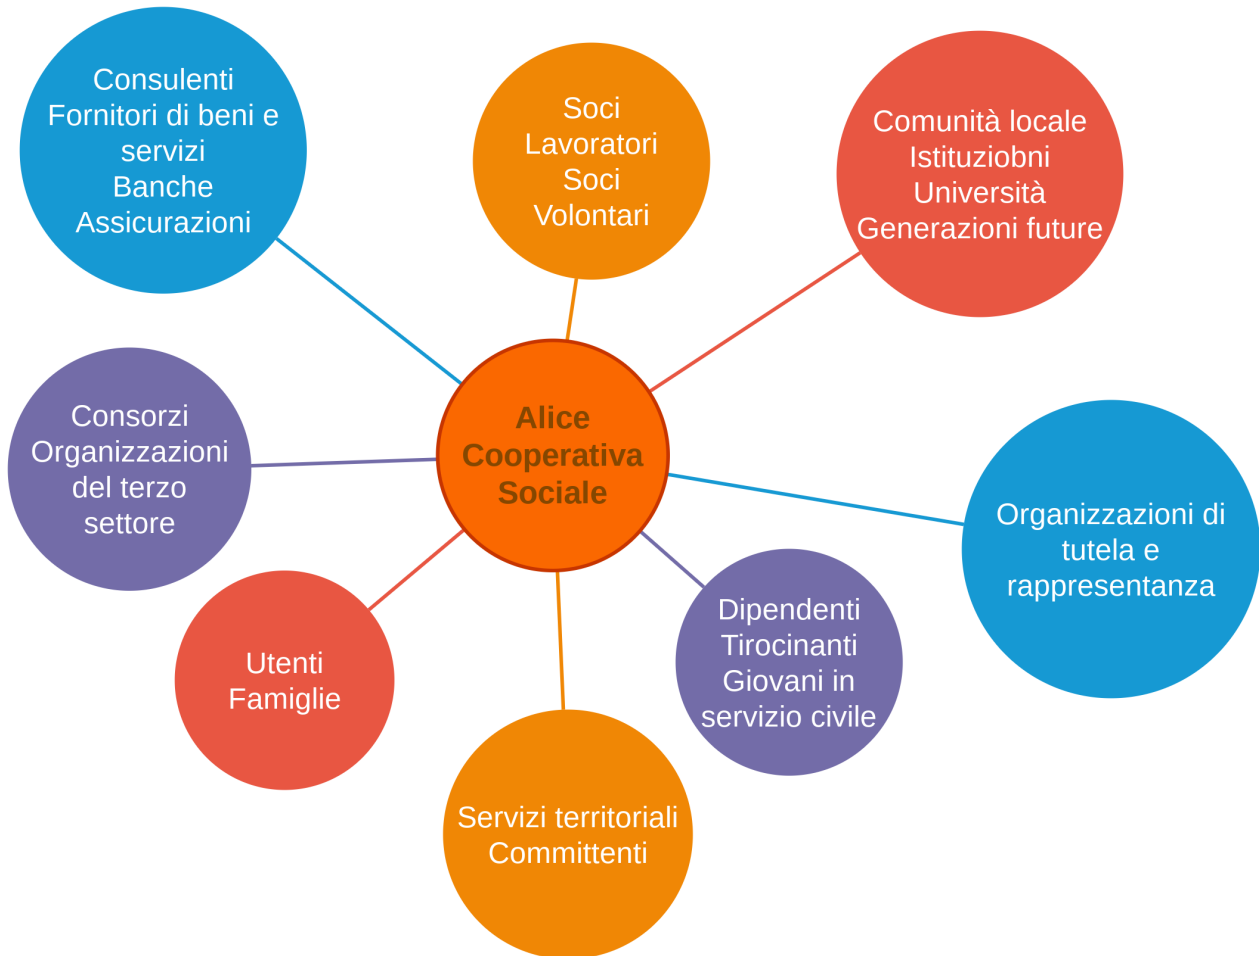 Consulenti
Fornitori di beni e
servizi
Banche
Assicurazioni
Soci
Lavoratori
Soci
Volontari
Comunità locale
Istituziobni
Università
Generazioni future
Alice
Cooperativa
Sociale
Consorzi
Organizzazioni
del terzo
settore
Organizzazioni di
tutela e
rappresentanza
Utenti
Famiglie
Dipendenti
Tirocinanti
Giovani in
servizio civile
Servizi territoriali
Committenti